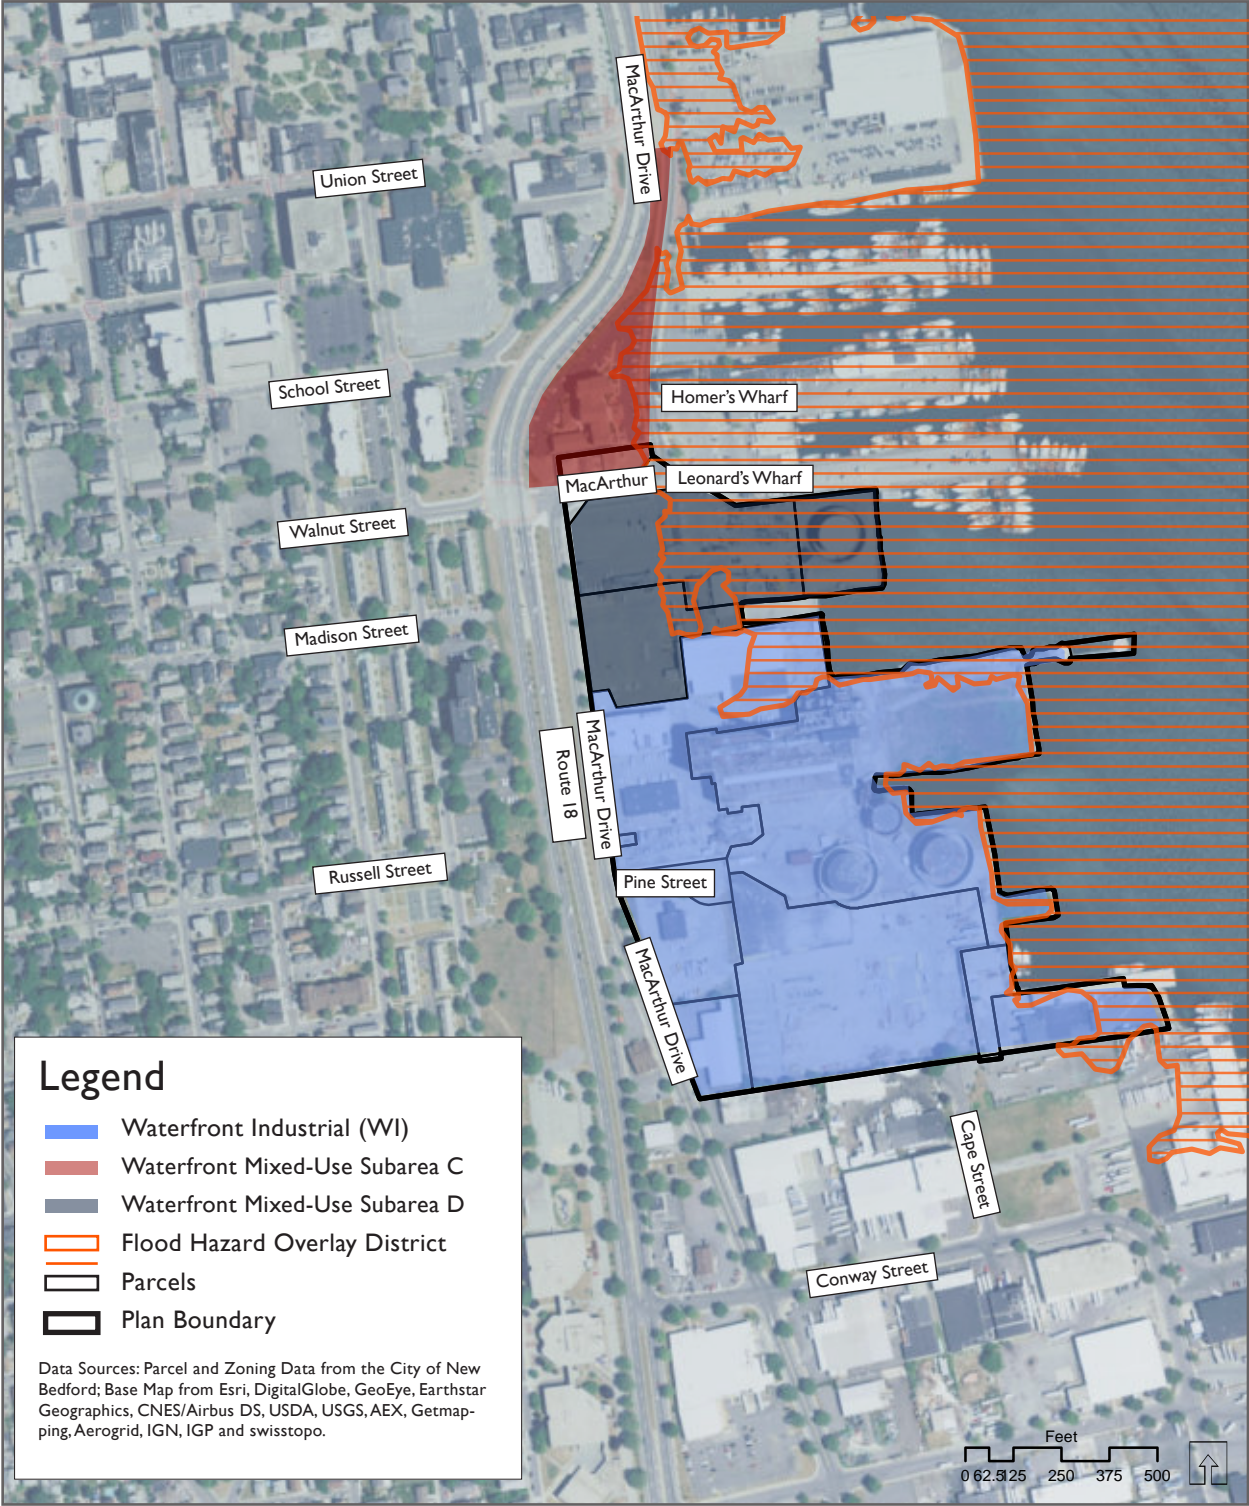 MacArthur Drive
Union Street
School Street
Homer's Wharf
MacArthur
Leonard's Wharf
Walnut Street
Madison Street
Route 18
MacArthur Drive
Russell Street
Pine Street
MacArthur Drive
Legend
Waterfront Industrial (WI)
Waterfront Mixed-Use Subarea C
Waterfront Mixed-Use Subarea D
Flood Hazard Overlay District
Parcels
Plan Boundary
Data Sources: Parcel and Zoning Data from the City of New
Bedford; Base Map from Esri, DigitalGlobe, GeoEye, Earthstar
Geographics, CNES/Airbus DS, USDA, USGS, AEX, Getmap-
ping, Aerogrid, IGN, IGP and swisstopo.
Cape Street
Conway Street
Feet
0 62.5125 250 375 500